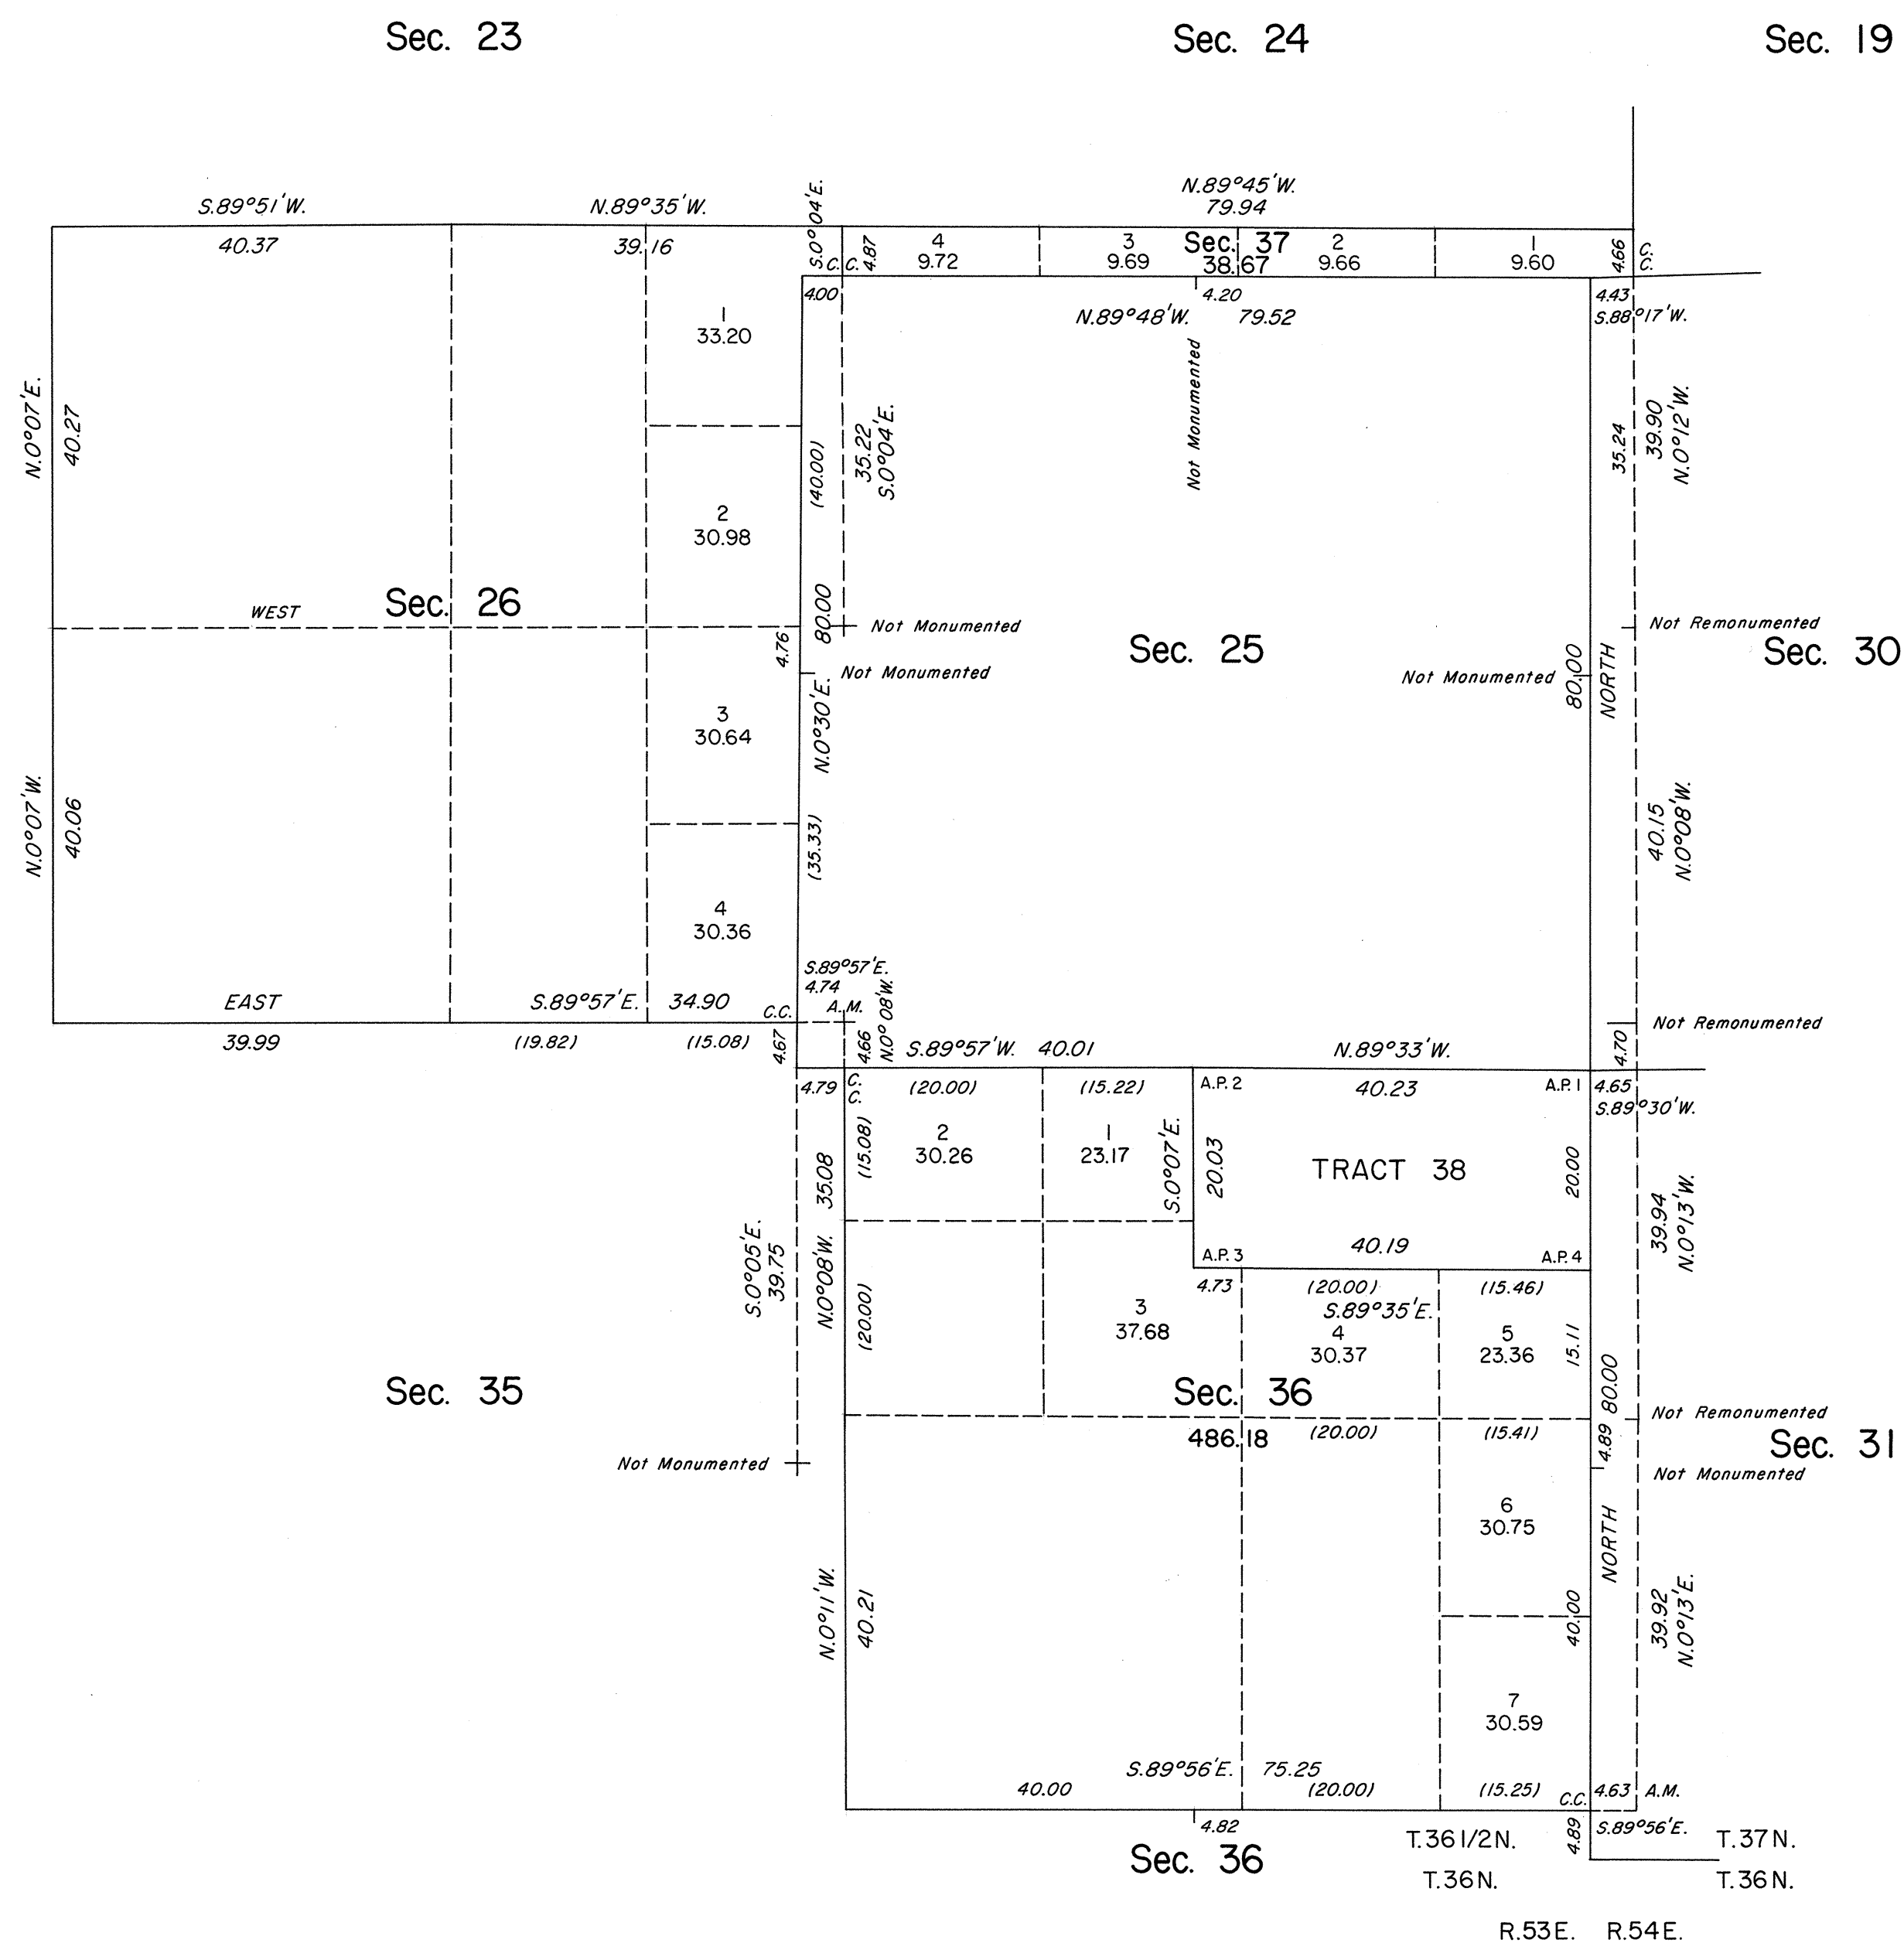 Sec. 23
Sec. 24
Sec. 19
S.89°51'W.
N.89°35'W.
S.0°04'E.
N.89°45'W.
79.94
40.37
39.16
C.C.
4.87
4
9.72
3
9.69
Sec. 37
38.67
2
9.66
1
9.60
4.66
C.
C.
4.00
4.20
N.89°48'W. 79.52
4.43
S.88°17'W.
1
33.20
Not Monumented
N.0°07'E.
40.27
(40.00)
35.22
S.0°04'E.
35.24
39.90
N.0°12'W.
2
30.98
WEST
Sec. 26
80.00
Not Monumented
Not Remonumented
4.76
Sec. 25
Sec. 30
Not Monumented
Not Monumented
80.00
NORTH
3
30.64
N.0°30'E.
N.0°07'W.
40.06
(35.33)
40.15
N.0°08'W.
4
30.36
S.89°57'E.
4.74
A.M.
N.0°08'W.
EAST
S.89°57'E. 34.90
C.C.
39.99
(19.82)
(15.08)
4.67
4.66
S.89°57'W. 40.01
N.89°33'W.
4.70
Not Remonumented
4.79
C.
C.
(20.00)
(15.22)
A.P.2
40.23
A.P.1
4.65
S.89°30'W.
(15.08)
2
30.26
1
23.17
S.0°07'E.
20.03
TRACT 38
20.00
35.08
N.0°08'W.
S.0°05'E.
39.75
39.94
N.0°13'W.
A.P.3
40.19
A.P.4
(20.00)
4.73
(20.00)
(15.46)
S.89°35'E.
3
37.68
4
30.37
5
23.36
15.11
80.00
Sec. 35
Sec. 36
486.18
(20.00)
(15.41)
4.89
Not Remonumented
Sec. 31
Not Monumented
Not Monumented
6
30.75
NORTH
N.0°11'W.
40.21
40.00
39.92
N.0°13'E.
7
30.59
S.89°56'E. 75.25
40.00
(20.00)
(15.25)
C.C.
4.63
A.M.
4.82
4.89
S.89°56'E.
Sec. 36
T.36 1/2 N.
T.37 N.
T.36 N.
T.36 N.
R.53 E.
R.54 E.